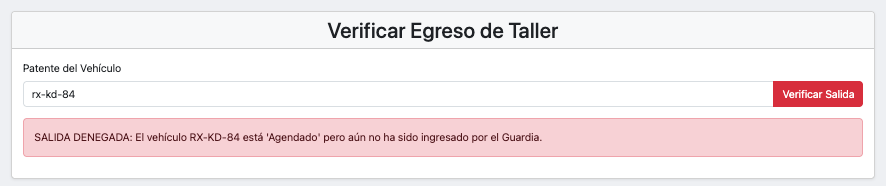 Verificar Egreso de Taller
Patente del Vehículo
rx-kd-84
Verificar Salida
SALIDA DENEGADA: El vehículo RX-KD-84 está 'Agendado' pero aún no ha sido ingresado por el Guardia.